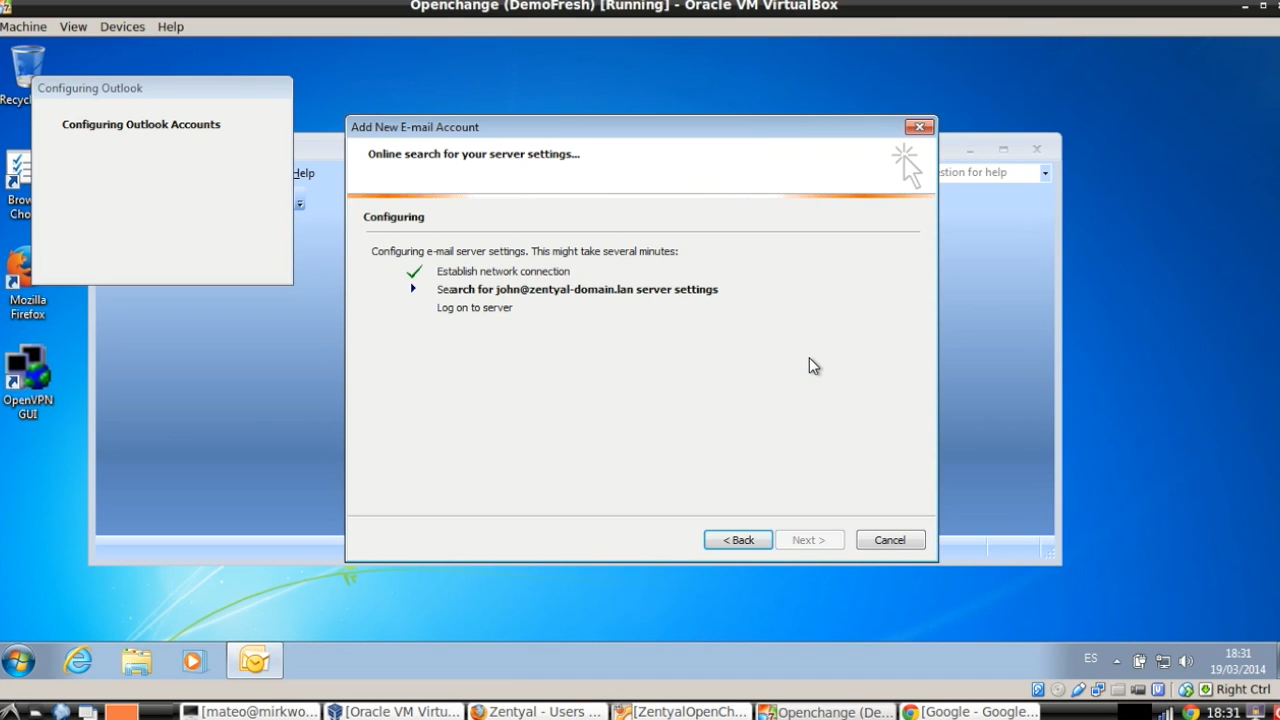 Openchange (DemoFresh) [Running] - Oracle VM VirtualBox
Machine View Devices Help
Configuring Outlook
Configuring Outlook Accounts
Add New E-mail Account
Online search for your server settings...
Help
stion for help
Configuring
Configuring e-mail server settings. This might take several minutes:
Establish network connection
Search for john@zentyal-domain.lan server settings
Log on to server
< Back Next > Cancel
Recyc
Brow
Cho
Mozilla
Firefox
OpenVPN
GUI
ES
18:31
19/03/2014
Right Ctrl
[mateo@mirkwo... [Oracle VM Virtu... Zentyal - Users ... [ZentyalOpenCh... Openchange (De... [Google - Google... 18:31